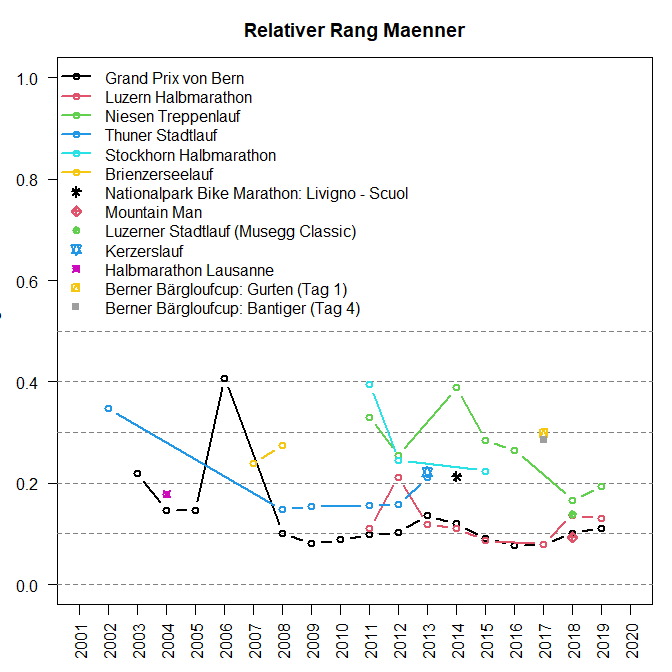 Relativer Rang Maenner
1.0
0.8
0.6
0.4
0.2
0.0
Grand Prix von Bern
Luzern Halbmarathon
Niesen Treppenlauf
Thuner Stadtlauf
Stockhorn Halbmarathon
Brienzerseelauf
Nationalpark Bike Marathon: Livigno - Scuol
Mountain Man
Luzerner Stadtlauf (Musegg Classic)
Kerzerslauf
Halbmarathon Lausanne
Berner Bärgloufcup: Gurten (Tag 1)
Berner Bärgloufcup: Bantiger (Tag 4)
2001
2002
2003
2004
2005
2006
2007
2008
2009
2010
2011
2012
2013
2014
2015
2016
2017
2018
2019
2020